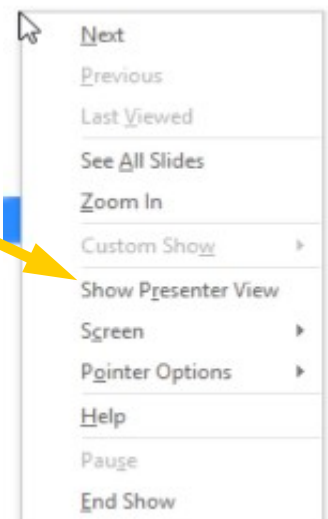 Next
Previous
Last Viewed
See All Slides
Zoom In
Custom Show
Show Presenter View
Screen
Pointer Options
Help
Pause
End Show